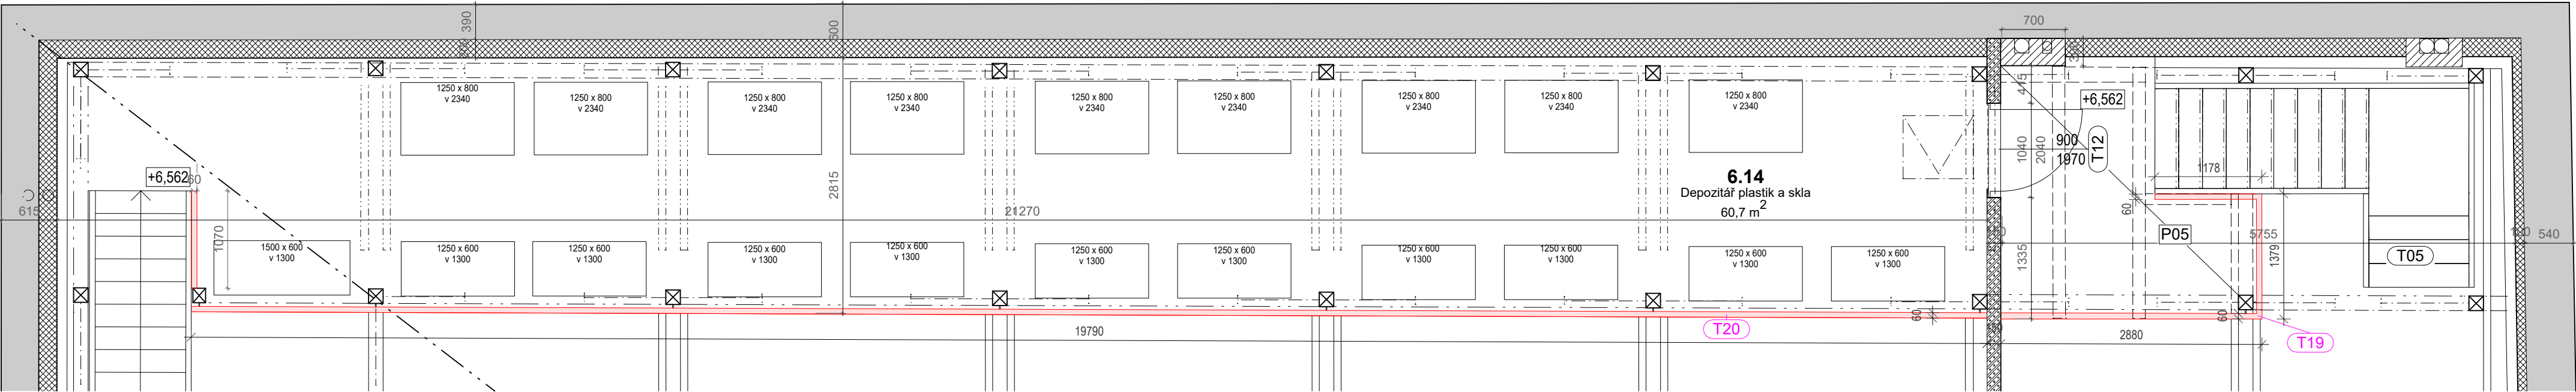 390
600
700
390
415
1250 x 800
v 2340
1250 x 800
v 2340
1250 x 800
v 2340
1250 x 800
v 2340
1250 x 800
v 2340
1250 x 800
v 2340
1250 x 800
v 2340
1250 x 800
v 2340
1250 x 800
v 2340
+6,562
900
1970
T12
1040
2040
+6,562
60
2815
6.14
Depozitář plastik a skla
60,7 m2
1178
615
21270
1070
60
P05
5755
540
1379
T05
1335
1500 x 600
v 1300
1250 x 600
v 1300
1250 x 600
v 1300
1250 x 600
v 1300
1250 x 600
v 1300
1250 x 600
v 1300
1250 x 600
v 1300
1250 x 600
v 1300
1250 x 600
v 1300
1250 x 600
v 1300
1250 x 600
v 1300
60
60
T20
19790
2880
T19